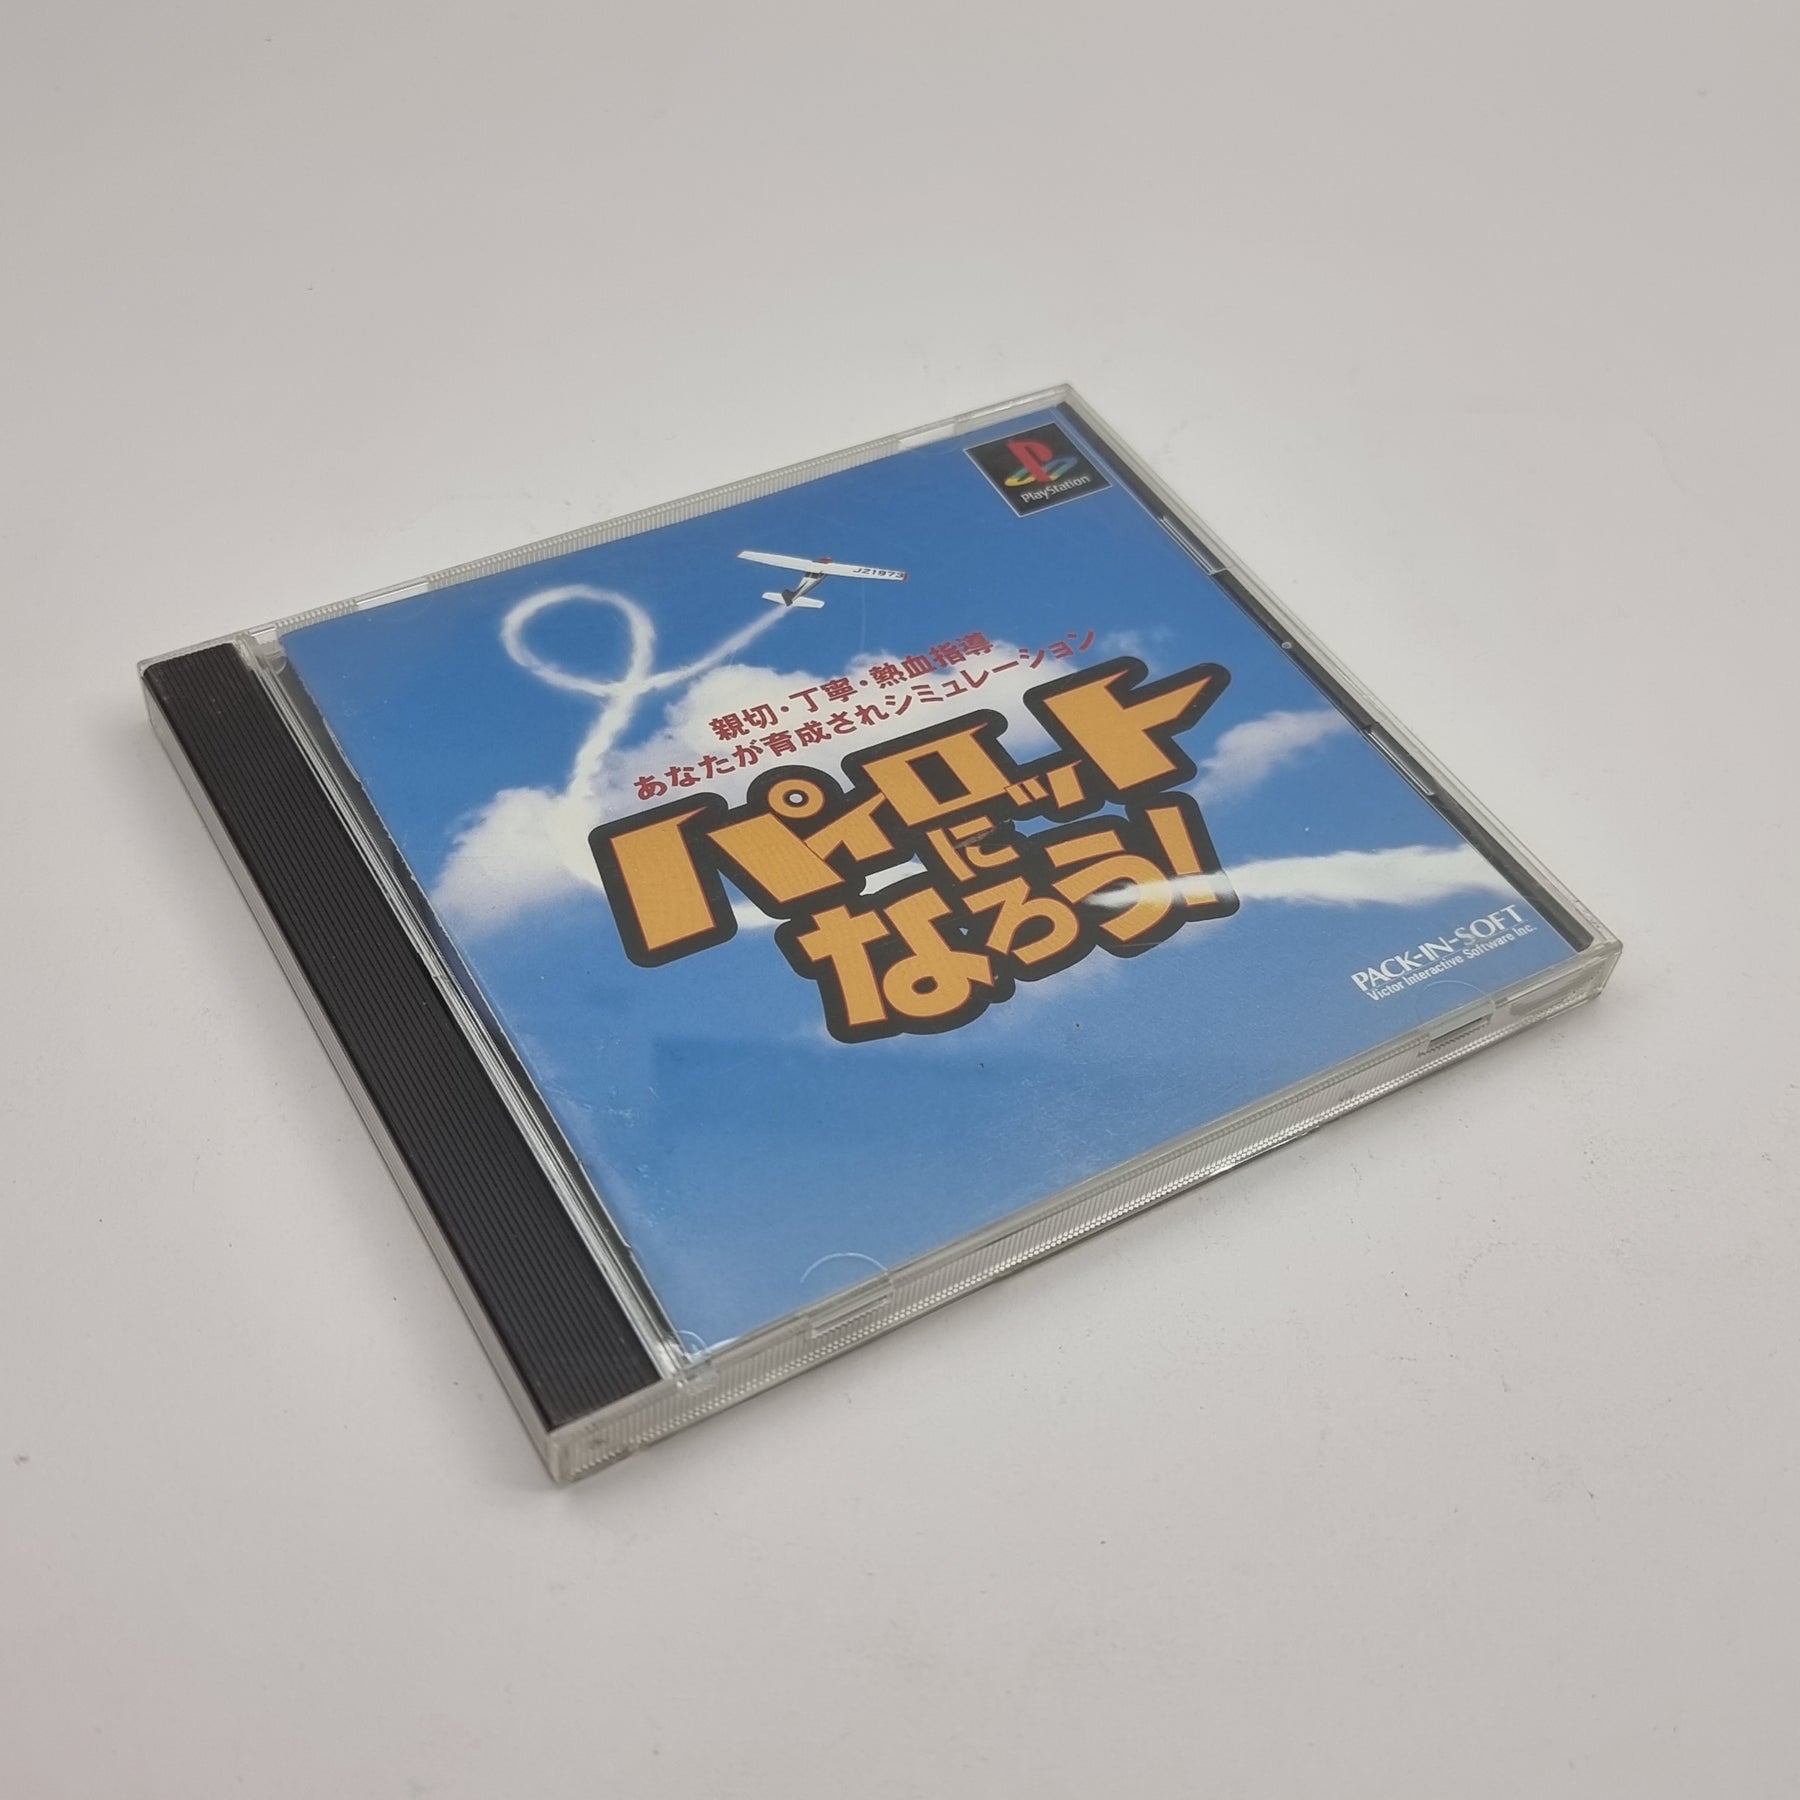 PlayStation
J21973
親切・丁寧・熱血指導
あなたが育成されシミュレーション
パイロット
に
なろう!
PACK-IN-SOFT
Victor Interactive Software Inc.